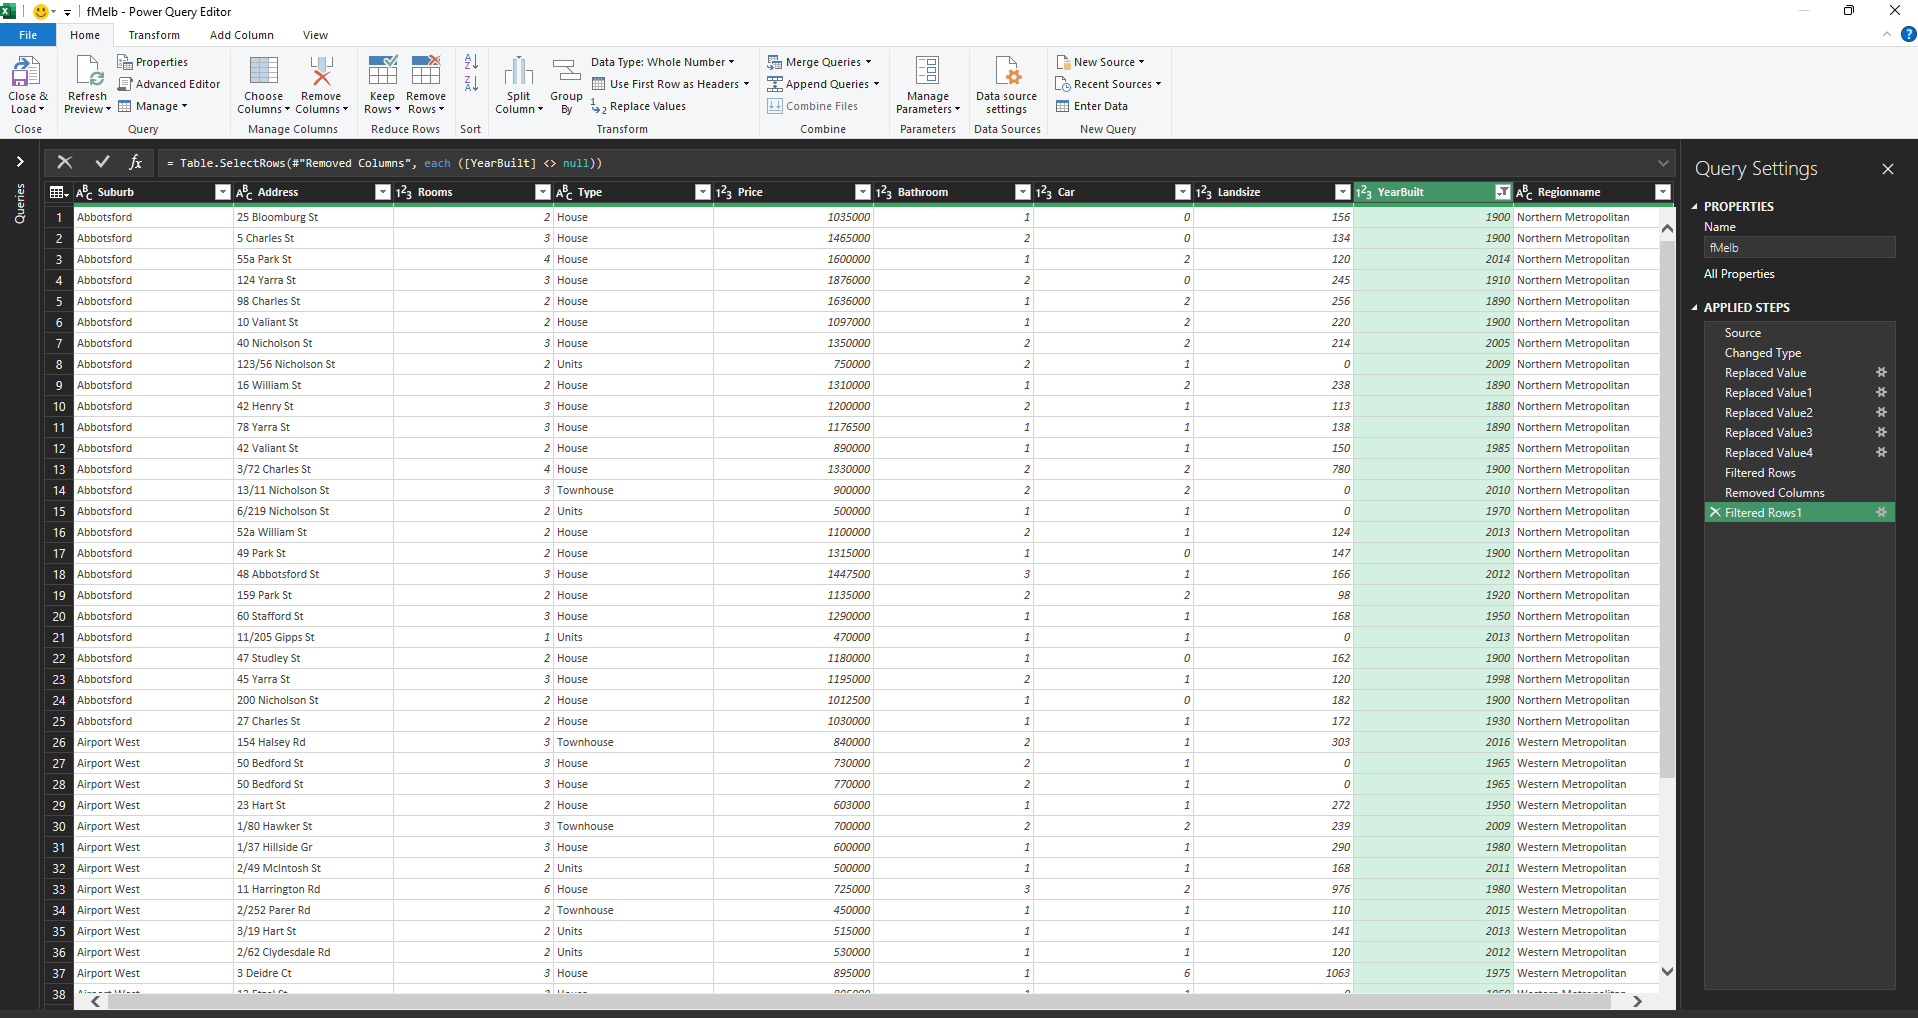 fMelb - Power Query Editor
File Home Transform Add Column View
Close & Load
Close
Refresh Preview
Properties
Advanced Editor
Manage
Query
Choose Columns
Remove Columns
Manage Columns
Keep Rows
Remove Rows
Reduce Rows
Sort
Split Column
Group By
Data Type: Whole Number
Use First Row as Headers
Replace Values
Transform
Merge Queries
Append Queries
Combine Files
Combine
Manage Parameters
Parameters
Data source settings
Data Sources
New Source
Recent Sources
Enter Data
New Query
Queries
fx = Table.SelectRows(#"Removed Columns", each ([YearBuilt] <> null))
Suburb Address Rooms Type Price Bathroom Car Landsize YearBuilt Regionname
1 Abbotsford 25 Bloomburg St 2 House 1035000 1 0 156 1900 Northern Metropolitan
2 Abbotsford 5 Charles St 3 House 1465000 2 0 134 1900 Northern Metropolitan
3 Abbotsford 55a Park St 4 House 1600000 1 2 120 2014 Northern Metropolitan
4 Abbotsford 124 Yarra St 3 House 1876000 2 0 245 1910 Northern Metropolitan
5 Abbotsford 98 Charles St 2 House 1636000 1 2 256 1890 Northern Metropolitan
6 Abbotsford 10 Valiant St 2 House 1097000 1 2 220 1900 Northern Metropolitan
7 Abbotsford 40 Nicholson St 3 House 1350000 2 2 214 2005 Northern Metropolitan
8 Abbotsford 123/56 Nicholson St 2 Units 750000 2 1 0 2009 Northern Metropolitan
9 Abbotsford 16 William St 2 House 1310000 1 2 238 1890 Northern Metropolitan
10 Abbotsford 42 Henry St 3 House 1200000 2 1 113 1880 Northern Metropolitan
11 Abbotsford 78 Yarra St 3 House 1176500 1 1 138 1890 Northern Metropolitan
12 Abbotsford 42 Valiant St 2 House 890000 1 1 150 1985 Northern Metropolitan
13 Abbotsford 3/72 Charles St 4 House 1330000 2 2 780 1900 Northern Metropolitan
14 Abbotsford 13/11 Nicholson St 3 Townhouse 900000 2 2 0 2010 Northern Metropolitan
15 Abbotsford 6/219 Nicholson St 2 Units 500000 1 1 0 1970 Northern Metropolitan
16 Abbotsford 52a William St 2 House 1100000 2 1 124 2013 Northern Metropolitan
17 Abbotsford 49 Park St 2 House 1315000 1 0 147 1900 Northern Metropolitan
18 Abbotsford 48 Abbotsford St 3 House 1447500 3 1 166 2012 Northern Metropolitan
19 Abbotsford 159 Park St 2 House 1135000 2 2 98 1920 Northern Metropolitan
20 Abbotsford 60 Stafford St 3 House 1290000 1 1 168 1950 Northern Metropolitan
21 Abbotsford 11/205 Gipps St 1 Units 470000 1 1 0 2013 Northern Metropolitan
22 Abbotsford 47 Studley St 2 House 1180000 1 0 162 1900 Northern Metropolitan
23 Abbotsford 45 Yarra St 3 House 1195000 2 1 120 1998 Northern Metropolitan
24 Abbotsford 200 Nicholson St 2 House 1012500 1 0 182 1900 Northern Metropolitan
25 Abbotsford 27 Charles St 2 House 1030000 1 1 172 1930 Northern Metropolitan
26 Airport West 154 Halsey Rd 3 Townhouse 840000 2 1 303 2016 Western Metropolitan
27 Airport West 50 Bedford St 3 House 730000 2 1 0 1965 Western Metropolitan
28 Airport West 50 Bedford St 3 House 770000 2 1 0 1965 Western Metropolitan
29 Airport West 23 Hart St 2 House 603000 1 1 272 1950 Western Metropolitan
30 Airport West 1/80 Hawker St 3 Townhouse 700000 2 2 239 2009 Western Metropolitan
31 Airport West 1/37 Hillside Gr 3 House 600000 1 1 290 1980 Western Metropolitan
32 Airport West 2/49 McIntosh St 2 Units 500000 1 1 168 2011 Western Metropolitan
33 Airport West 11 Harrington Rd 6 House 725000 3 2 976 1980 Western Metropolitan
34 Airport West 2/252 Parer Rd 2 Townhouse 450000 1 1 110 2015 Western Metropolitan
35 Airport West 3/19 Hart St 2 Units 515000 1 1 141 2013 Western Metropolitan
36 Airport West 2/62 Clydesdale Rd 2 Units 530000 1 1 120 2012 Western Metropolitan
37 Airport West 3 Deidre Ct 3 House 895000 1 6 1063 1975 Western Metropolitan
38
Query Settings
PROPERTIES
Name
fMelb
All Properties
APPLIED STEPS
Source
Changed Type
Replaced Value
Replaced Value1
Replaced Value2
Replaced Value3
Replaced Value4
Filtered Rows
Removed Columns
Filtered Rows1